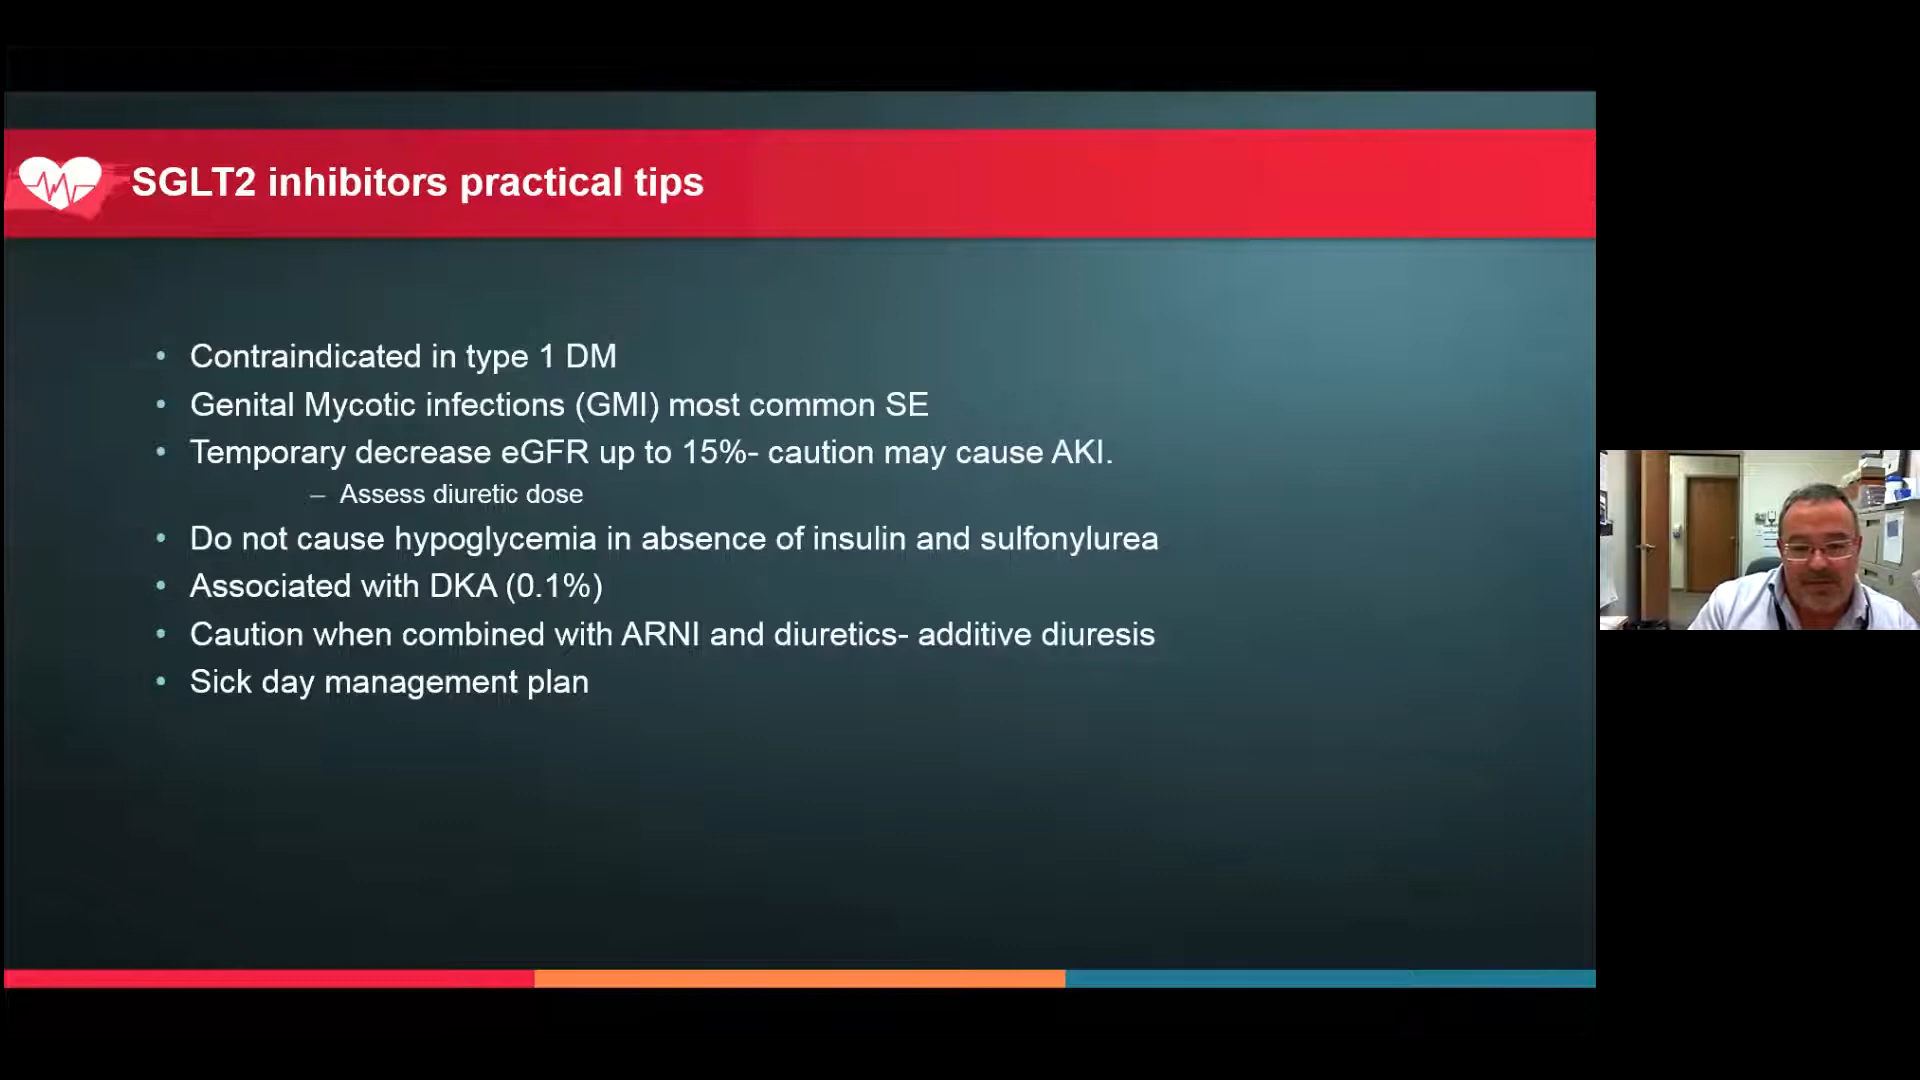 SGLT2 inhibitors practical tips
• Contraindicated in type 1 DM
• Genital Mycotic infections (GMI) most common SE
• Temporary decrease eGFR up to 15%- caution may cause AKI.
– Assess diuretic dose
• Do not cause hypoglycemia in absence of insulin and sulfonylurea
• Associated with DKA (0.1%)
• Caution when combined with ARNI and diuretics- additive diuresis
• Sick day management plan